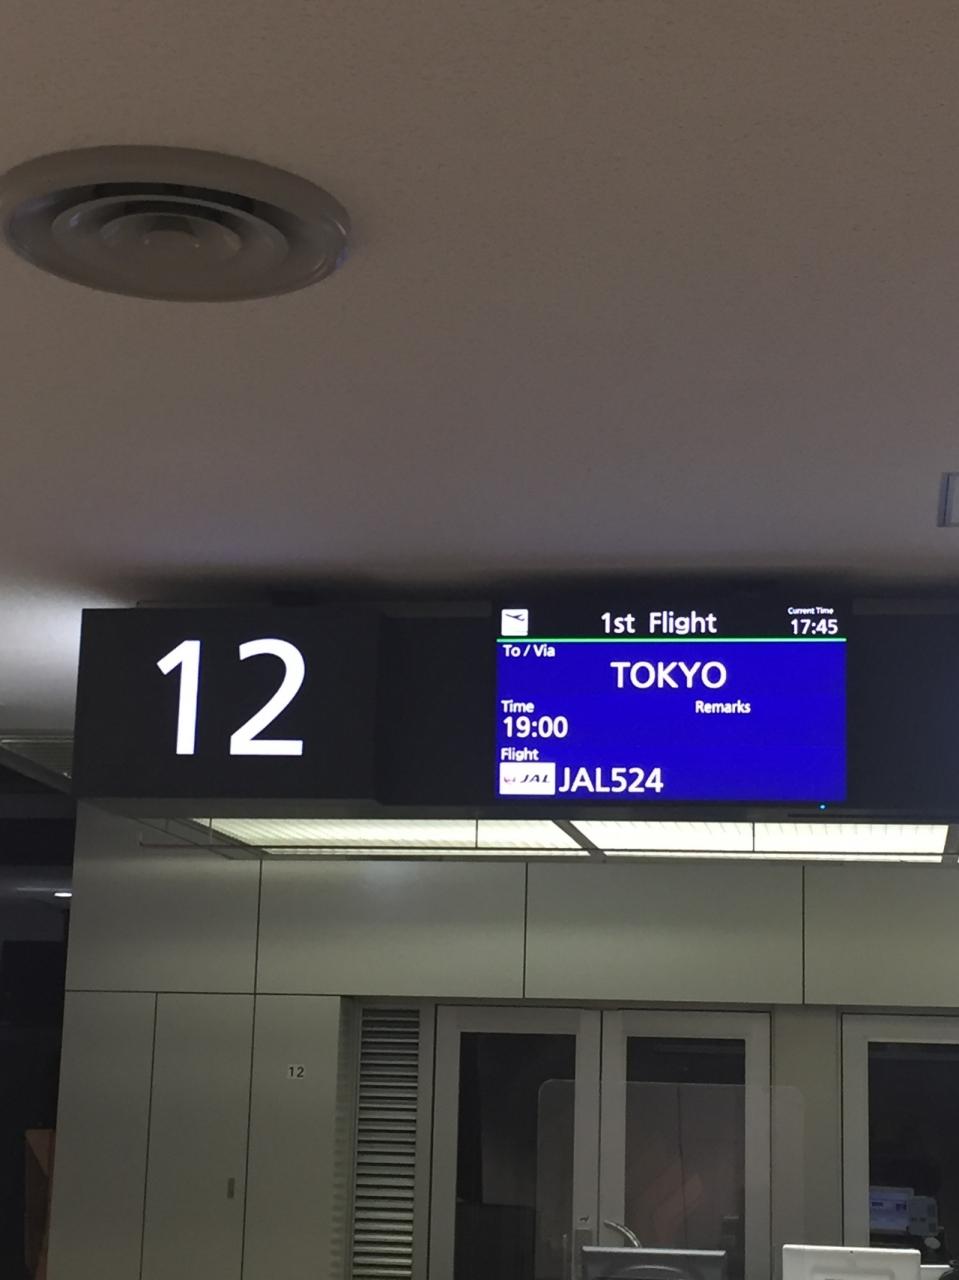 12
1st Flight
Current Time
17:45
To / Via
TOKYO
Time
Remarks
19:00
Flight
JAL JAL524
12